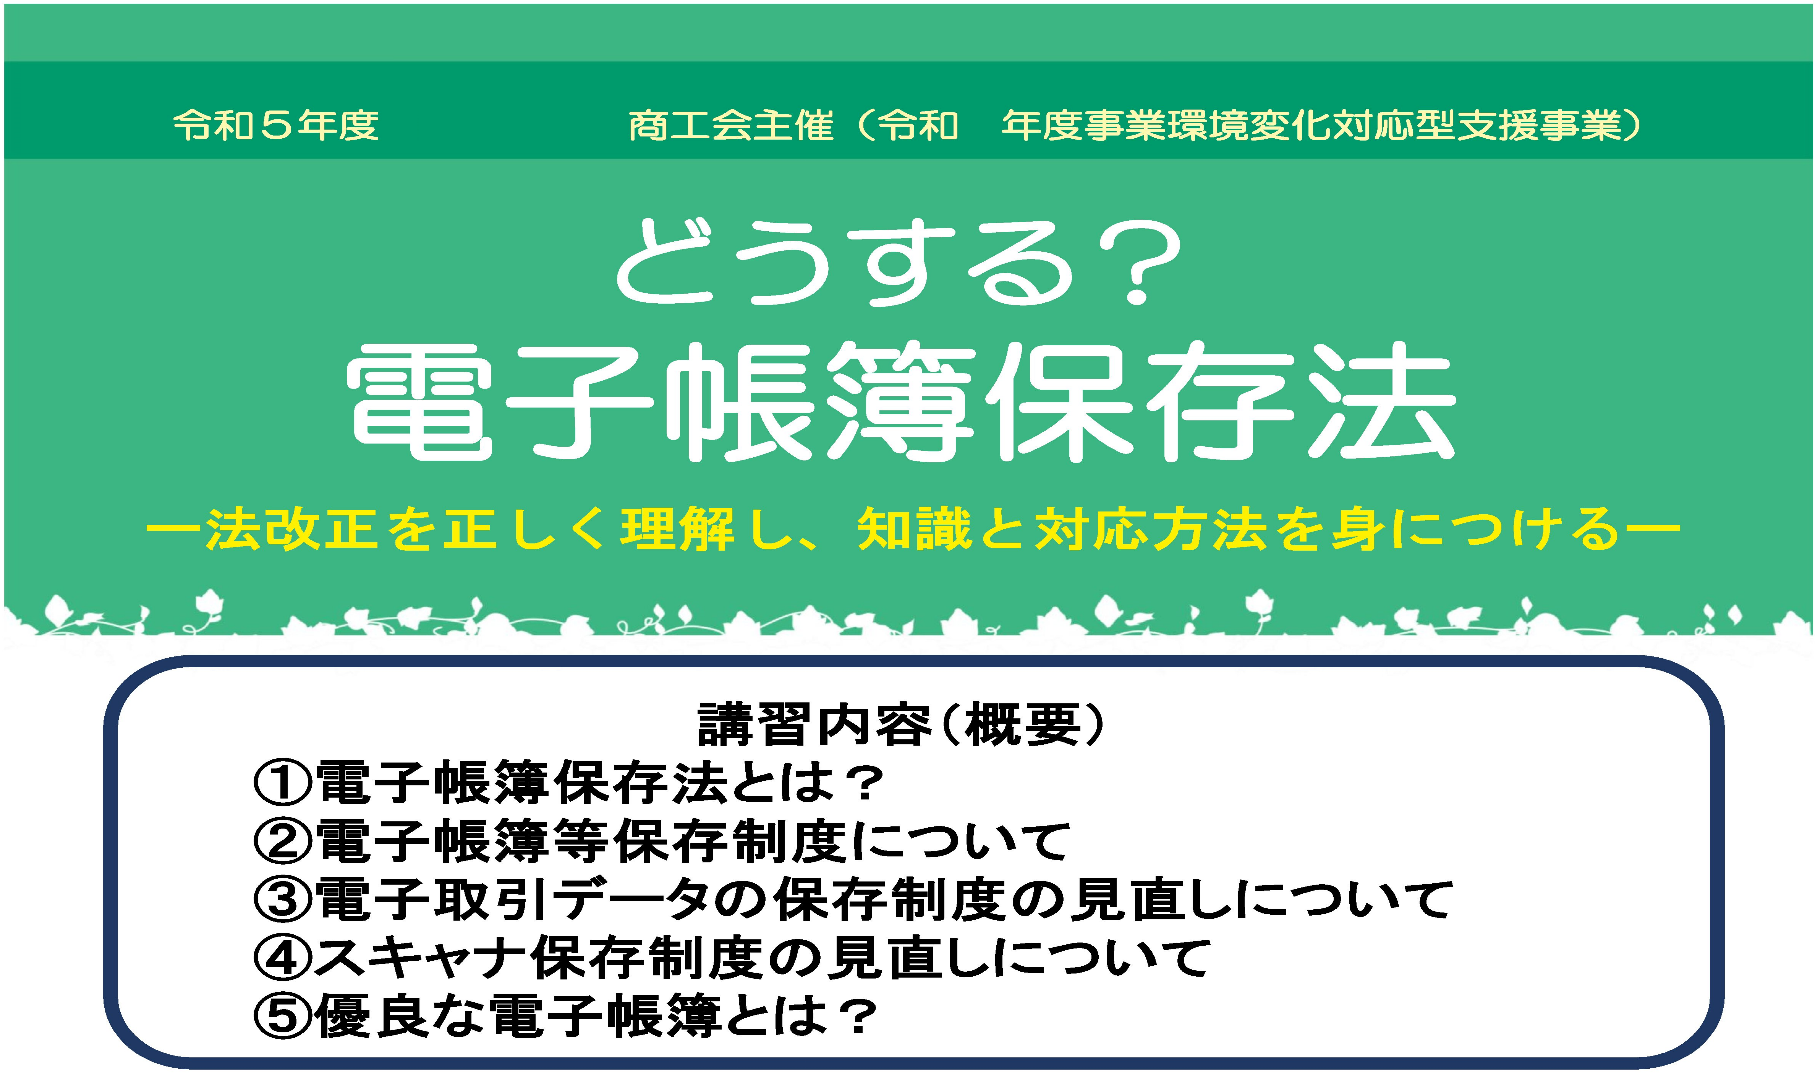 令和５年度　　　　　　商工会主催（令和　年度事業環境変化対応型支援事業）
どうする？
電子帳簿保存法
―法改正を正しく理解し、知識と対応方法を身につける―
講習内容（概要）
①電子帳簿保存法とは？
②電子帳簿等保存制度について
③電子取引データの保存制度の見直しについて
④スキャナ保存制度の見直しについて
⑤優良な電子帳簿とは？